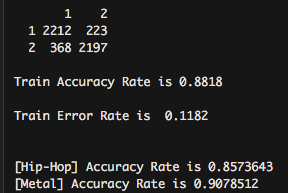 1 2
1 2212 223
2 368 2197
Train Accuracy Rate is 0.8818
Train Error Rate is 0.1182
[Hip-Hop] Accuracy Rate is 0.8573643
[Metal] Accuracy Rate is 0.9078512